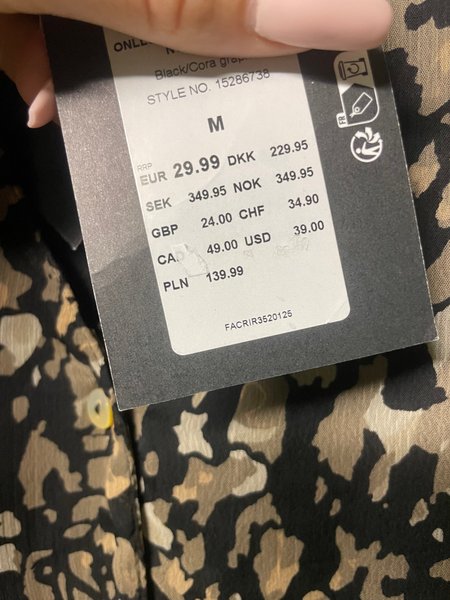 Black/Cora
STYLE NO. 15286738
M
RRP
EUR 29.99 DKK 229.95
SEK 349.95 NOK 349.95
GBP 24.00 CHF 34.90
49.00 USD 39.00
PLN 139.99
FACRIR3520125
FR